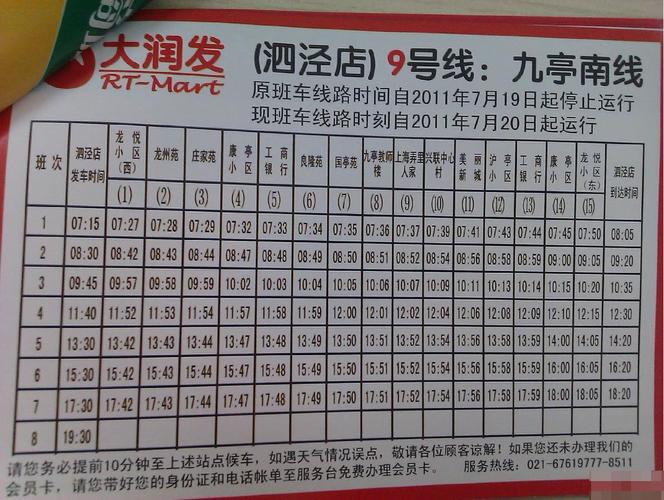 大润发 RT-Mart (泗泾店) 9号线：九亭南线
原班车线路时间自2011年7月19日起停止运行
现班车线路时刻自2011年7月20日起运行
班次 泗泾店发车时间 龙悦小区（西）(1) 龙州苑(2) 庄家苑(3) 康亭小区(4) 工商银行(5) 良隆苑(6) 国亭苑(7) 九亭教师楼(8) 上海弄里人家(9) 兴联中心村(10) 美丽新城(11) 沪亭小区(12) 工商银行(13) 康亭小区(14) 龙悦小区（东）(15) 泗泾店到达时间
1 07:15 07:27 07:28 07:29 07:32 07:33 07:34 07:35 07:36 07:37 07:39 07:41 07:43 07:44 07:45 07:50 08:05
2 08:30 08:42 08:43 08:44 08:47 08:48 08:49 08:50 08:51 08:52 08:54 08:56 08:58 08:59 09:00 09:05 09:20
3 09:45 09:57 09:58 09:59 10:02 10:03 10:04 10:05 10:06 10:07 10:09 10:11 10:13 10:14 10:15 10:20 10:35
4 11:40 11:52 11:53 11:54 11:57 11:58 11:59 12:00 12:01 12:02 12:04 12:06 12:08 12:09 12:10 12:15 12:30
5 13:30 13:42 13:43 13:44 13:47 13:48 13:49 13:50 13:51 13:52 13:54 13:56 13:58 13:59 14:00 14:05 14:20
6 15:30 15:42 15:43 15:44 15:47 15:48 15:49 15:50 15:51 15:52 15:54 15:56 15:58 15:59 16:00 16:05 16:20
7 17:30 17:42 17:43 17:44 17:47 17:48 17:49 17:50 17:51 17:52 17:54 17:56 17:58 17:59 18:00 18:05 18:20
8 19:30
请您务必提前10分钟至上述站点候车，如遇天气情况误点，敬请各位顾客谅解！如果您还未办理我们的
会员卡，请您带好您的身份证和电话帐单至服务台免费办理会员卡。 服务热线：021-67619777-8511